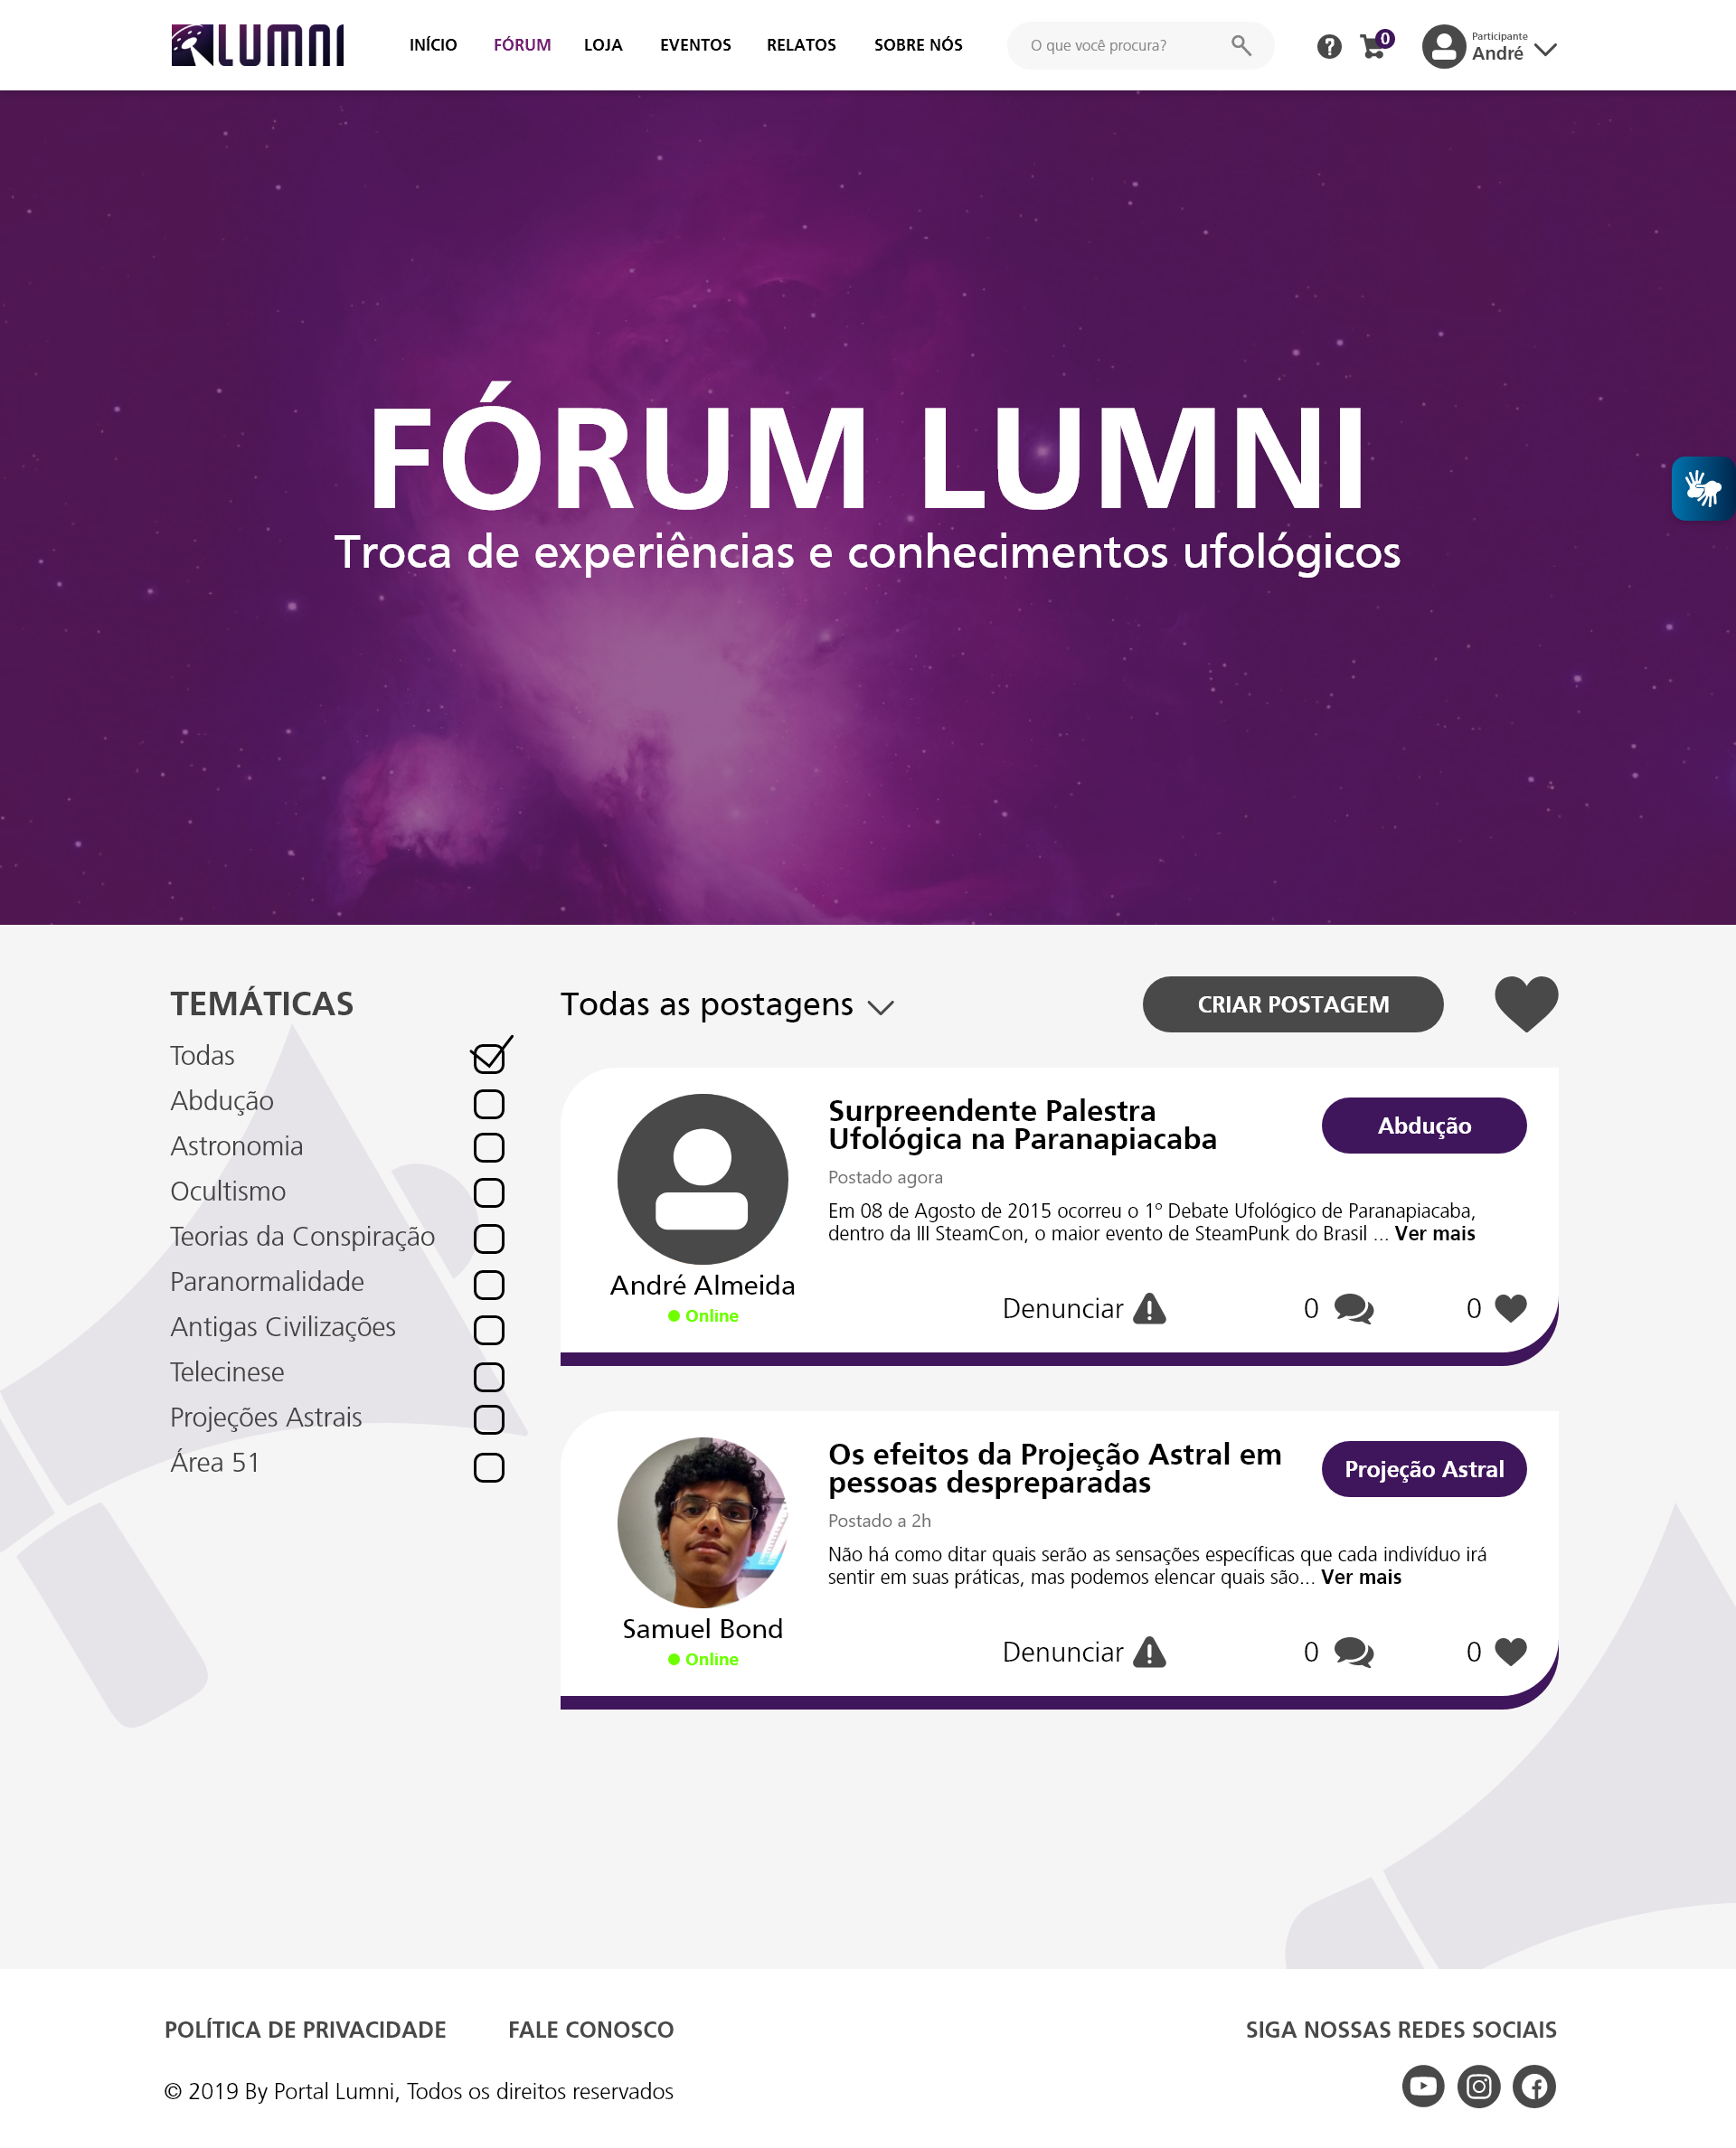 LUMNI
INÍCIO
FÓRUM
LOJA
EVENTOS
RELATOS
SOBRE NÓS
O que você procura?
?
0
Participante
André
FÓRUM LUMNI
Troca de experiências e conhecimentos ufológicos
TEMÁTICAS
Todas
Abdução
Astronomia
Ocultismo
Teorias da Conspiração
Paranormalidade
Antigas Civilizações
Telecinese
Projeções Astrais
Área 51
Todas as postagens
CRIAR POSTAGEM
Surpreendente Palestra
Ufológica na Paranapiacaba
Abdução
Postado agora
Em 08 de Agosto de 2015 ocorreu o 1º Debate Ufológico de Paranapiacaba,
dentro da III SteamCon, o maior evento de SteamPunk do Brasil ... Ver mais
André Almeida
Online
Denunciar
0
0
Os efeitos da Projeção Astral em
pessoas despreparadas
Projeção Astral
Postado a 2h
Não há como ditar quais serão as sensações específicas que cada indivíduo irá
sentir em suas práticas, mas podemos elencar quais são... Ver mais
Samuel Bond
Online
Denunciar
0
0
POLÍTICA DE PRIVACIDADE
FALE CONOSCO
SIGA NOSSAS REDES SOCIAIS
© 2019 By Portal Lumni, Todos os direitos reservados